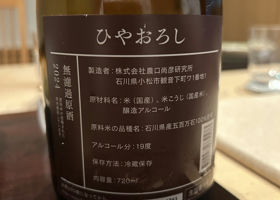 ひやおろし
製造者：株式会社農口尚彦研究所
石川県小松市観音下町ワ1番地1
原材料名：米（国産）、米こうじ（国産米）、
醸造アルコール
原料米の品種名：石川県産五百万石100%
アルコール分：19度
保存方法：冷蔵保存
内容量：720ml
無濾過原酒
2024